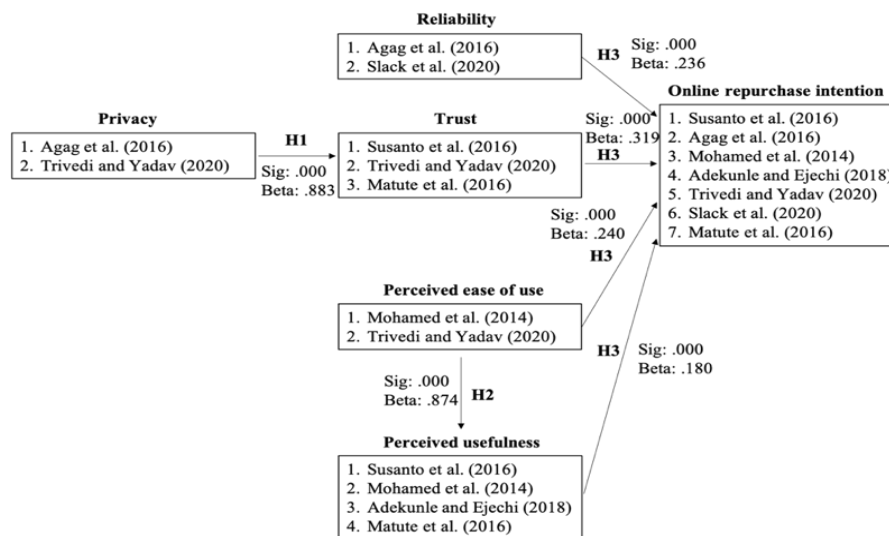 Reliability
1. Agag et al. (2016)
2. Slack et al. (2020)
H3
Sig: .000
Beta: .236
Privacy
1. Agag et al. (2016)
2. Trivedi and Yadav (2020)
H1
Sig: .000
Beta: .883
Trust
1. Susanto et al. (2016)
2. Trivedi and Yadav (2020)
3. Matute et al. (2016)
Sig: .000
Beta: .319
H3
Online repurchase intention
1. Susanto et al. (2016)
2. Agag et al. (2016)
3. Mohamed et al. (2014)
4. Adekunle and Ejechi (2018)
5. Trivedi and Yadav (2020)
6. Slack et al. (2020)
7. Matute et al. (2016)
Sig: .000
Beta: .240
H3
Perceived ease of use
1. Mohamed et al. (2014)
2. Trivedi and Yadav (2020)
H3
Sig: .000
Beta: .180
Sig: .000
Beta: .874
H2
Perceived usefulness
1. Susanto et al. (2016)
2. Mohamed et al. (2014)
3. Adekunle and Ejechi (2018)
4. Matute et al. (2016)